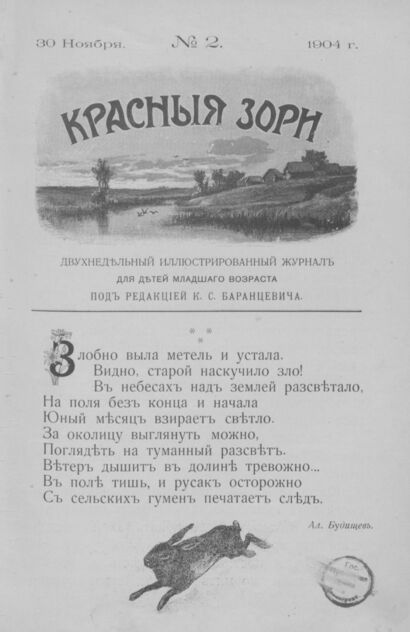 30 Ноября.
№ 2.
1904 г.
КРАСНЫЯ ЗОРИ
ДВУХНЕДѢЛЬНЫЙ ИЛЛЮСТРИРОВАННЫЙ ЖУРНАЛЪ
ДЛЯ ДѢТЕЙ МЛАДШАГО ВОЗРАСТА
ПОДЪ РЕДАКЦІЕЙ К. С. БАРАНЦЕВИЧА.
* *
*
Злобно выла метель и устала.
Видно, старой наскучило зло!
Въ небесахъ надъ землей разсвѣтало,
На поля безъ конца и начала
Юный мѣсяцъ взираетъ свѣтло.
За околицу выглянуть можно,
Поглядѣть на туманный разсвѣтъ.
Вѣтеръ дышитъ въ долинѣ тревожно...
Въ полѣ тишь, и русакъ осторожно
Съ сельскихъ гуменъ печатаетъ слѣдъ.
Ал. Будищевъ.
Гос.